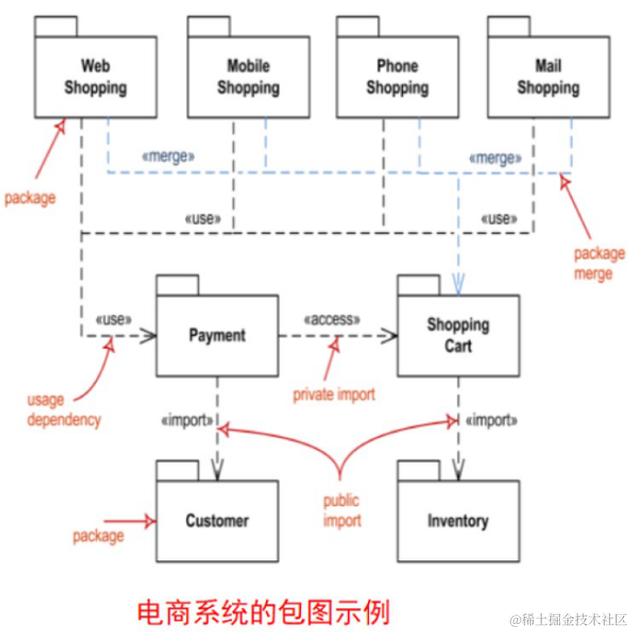 Web
Shopping
Mobile
Shopping
Phone
Shopping
Mail
Shopping
«merge»
«merge»
package
«use»
«use»
package
merge
«use»
Payment
«access»
Shopping
Cart
usage
dependency
private import
«import»
«import»
public
import
package
Customer
Inventory
电商系统的包图示例
@稀土掘金技术社区